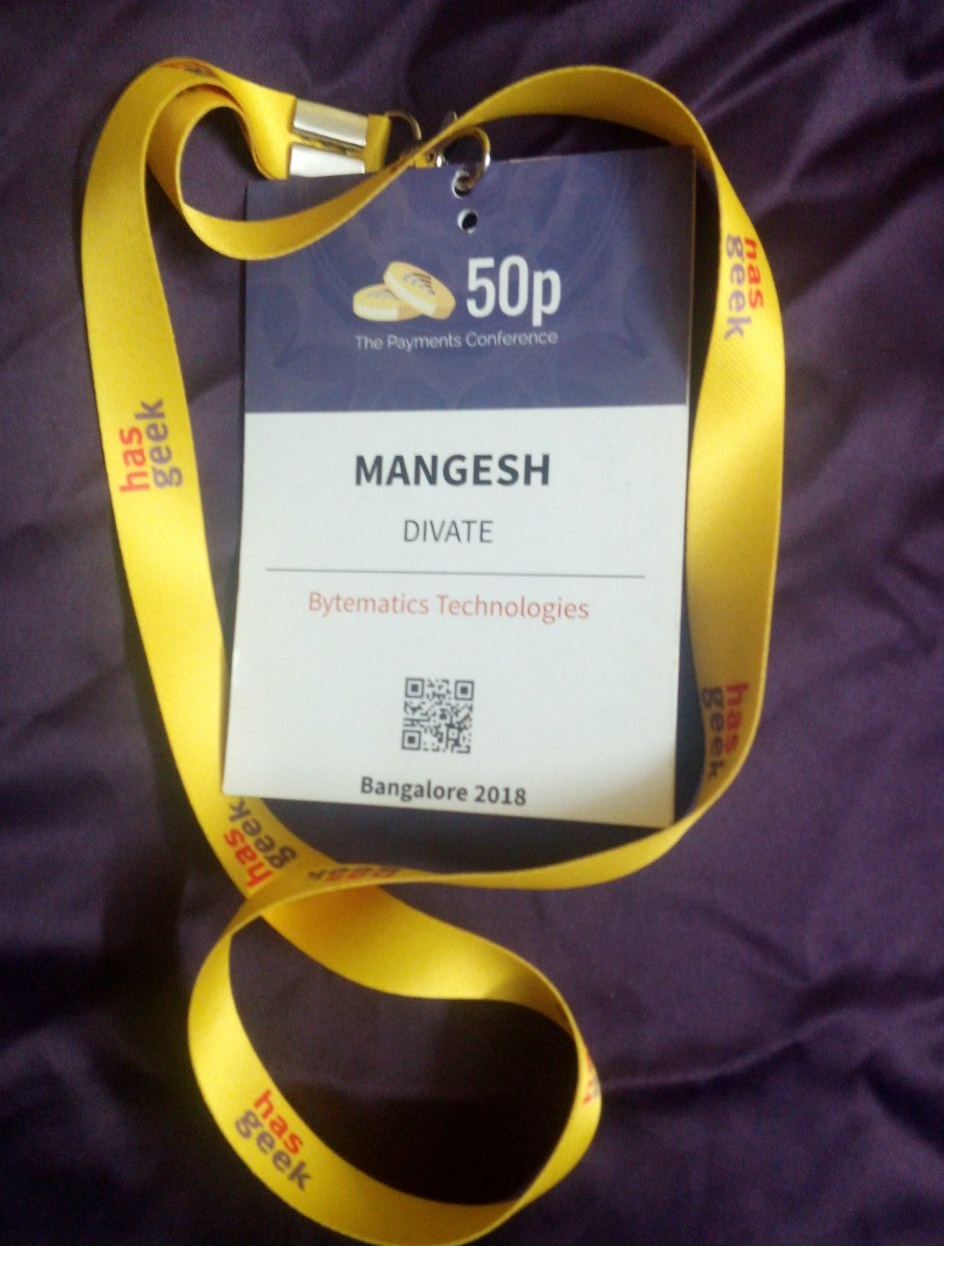 50p
The Payments Conference
MANGESH
DIVATE
Bytematics Technologies
Bangalore 2018
has
geek
has
geek
has
geek
has
geek
has
geek